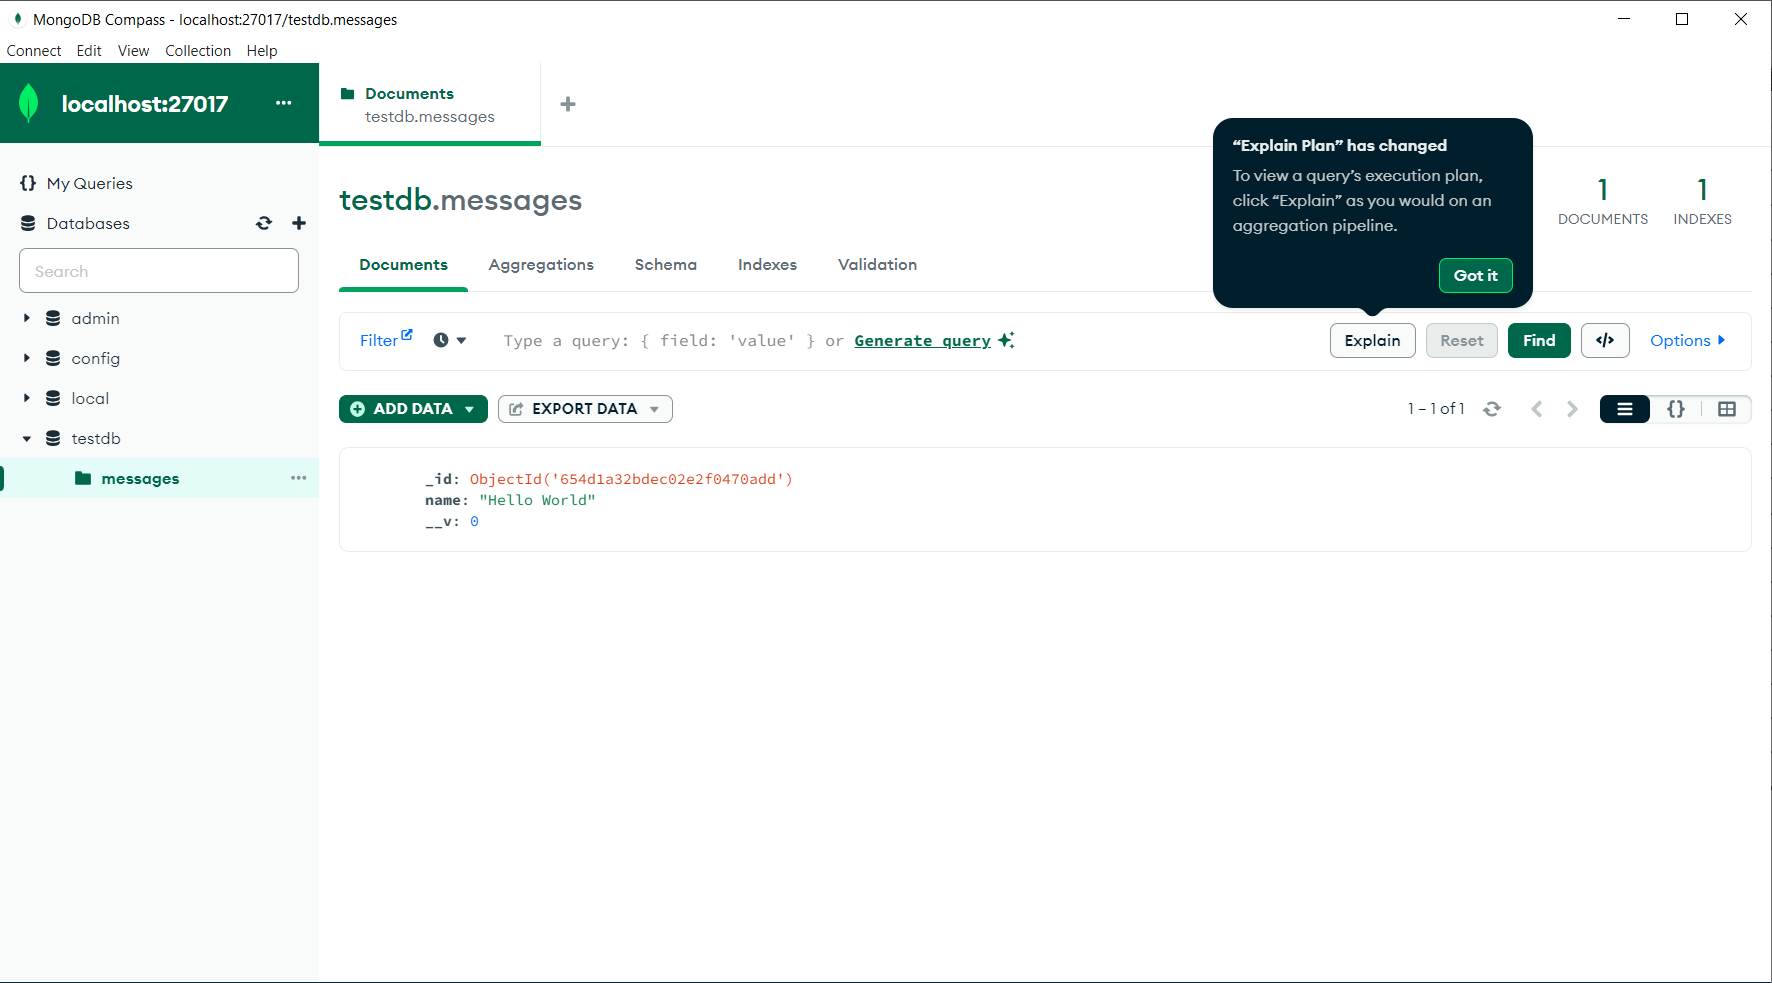 MongoDB Compass - localhost:27017/testdb.messages
Connect Edit View Collection Help
localhost:27017
Documents
testdb.messages
My Queries
Databases
Search
admin
config
local
testdb
messages
testdb.messages
“Explain Plan” has changed
To view a query’s execution plan,
click “Explain” as you would on an
aggregation pipeline.
Got it
1
DOCUMENTS
1
INDEXES
Documents Aggregations Schema Indexes Validation
Filter Type a query: { field: 'value' } or Generate query Explain Reset Find </> Options
ADD DATA EXPORT DATA 1 – 1 of 1 {}
_id: ObjectId('654d1a32bdec02e2f0470add')
name: "Hello World"
__v: 0